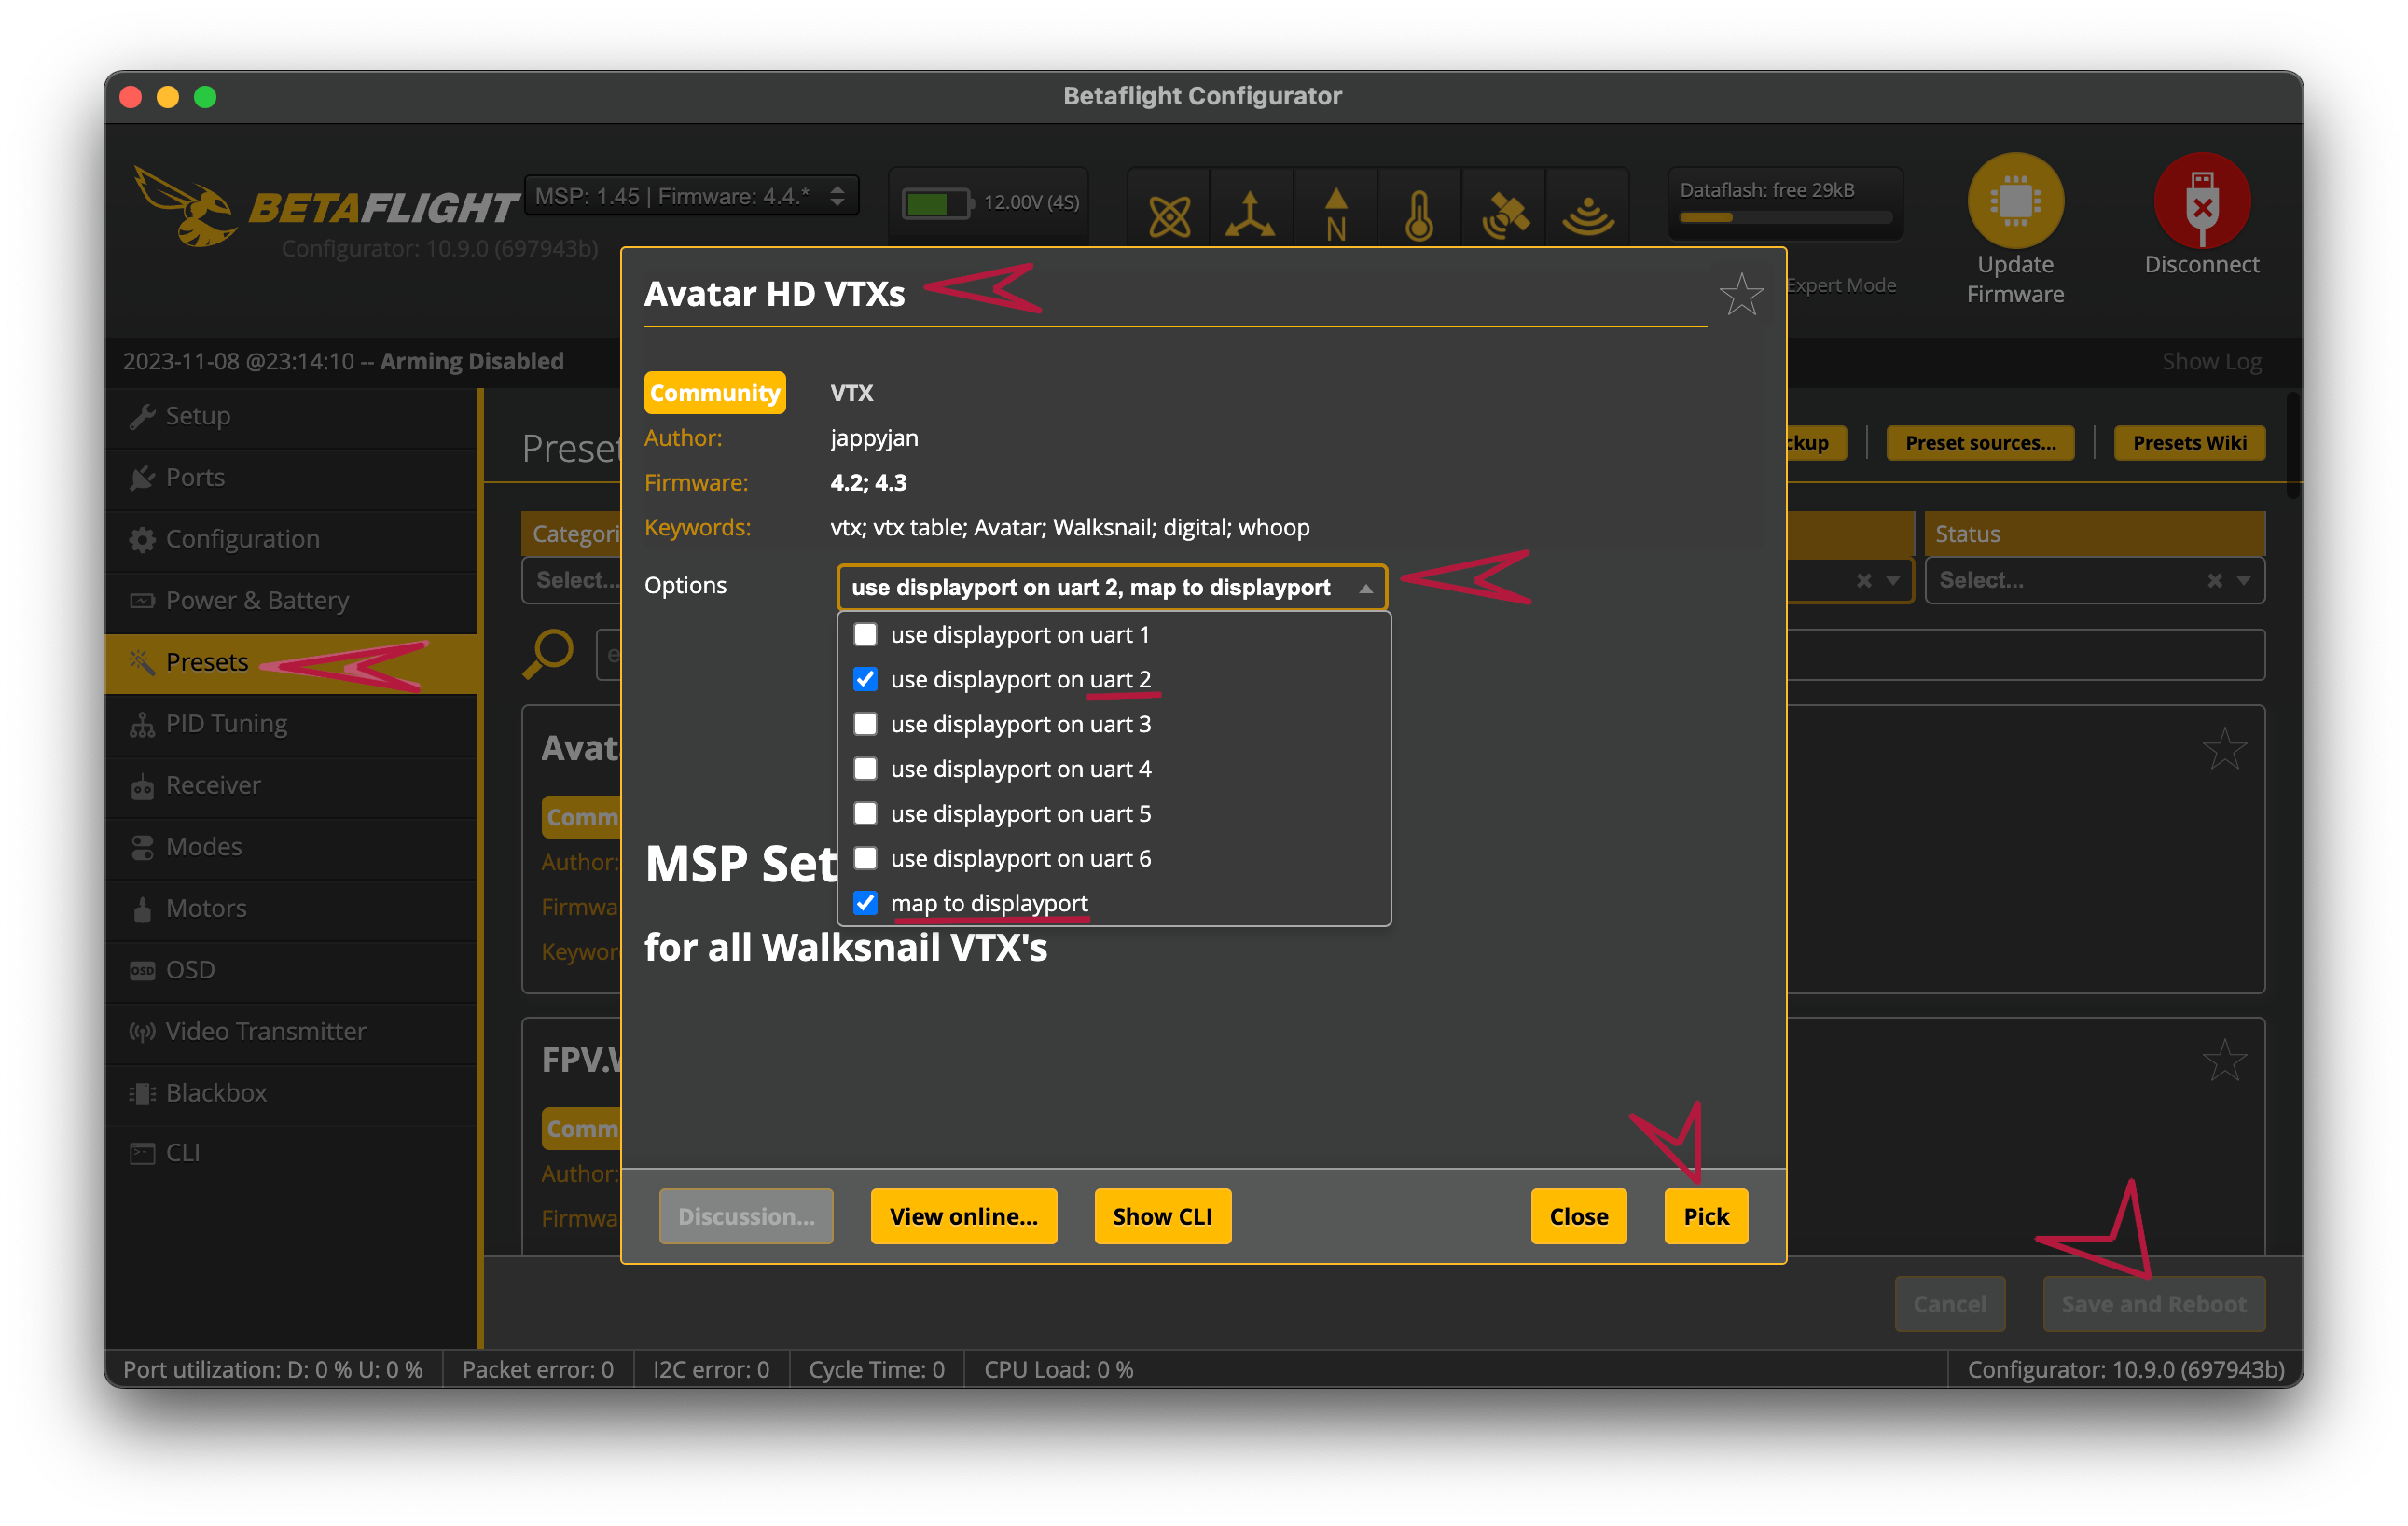 Betaflight Configurator
BETAFLIGHT
MSP: 1.45 | Firmware: 4.4.*
Configurator: 10.9.0 (697943b)
12.00V (4S)
N
Dataflash: free 29kB
Expert Mode
Update
Firmware
Disconnect
2023-11-08 @23:14:10 -- Arming Disabled
Show Log
Setup
Ports
Configuration
Power & Battery
Presets
PID Tuning
Receiver
Modes
Motors
OSD
OSD
Video Transmitter
Blackbox
CLI
Preset
ckup
Preset sources...
Presets Wiki
Categori
Select...
Status
Select...
Avat
Comm
Author:
Firmwa
Keywor
FPV.
Comm
Author:
Firmwa
Avatar HD VTXs
Community
VTX
Author: jappyjan
Firmware: 4.2; 4.3
Keywords: vtx; vtx table; Avatar; Walksnail; digital; whoop
Options
use displayport on uart 2, map to displayport
use displayport on uart 1
use displayport on uart 2
use displayport on uart 3
use displayport on uart 4
use displayport on uart 5
use displayport on uart 6
map to displayport
MSP Set
for all Walksnail VTX's
Discussion...
View online...
Show CLI
Close
Pick
Cancel
Save and Reboot
Port utilization: D: 0 % U: 0 %
Packet error: 0
I2C error: 0
Cycle Time: 0
CPU Load: 0 %
Configurator: 10.9.0 (697943b)